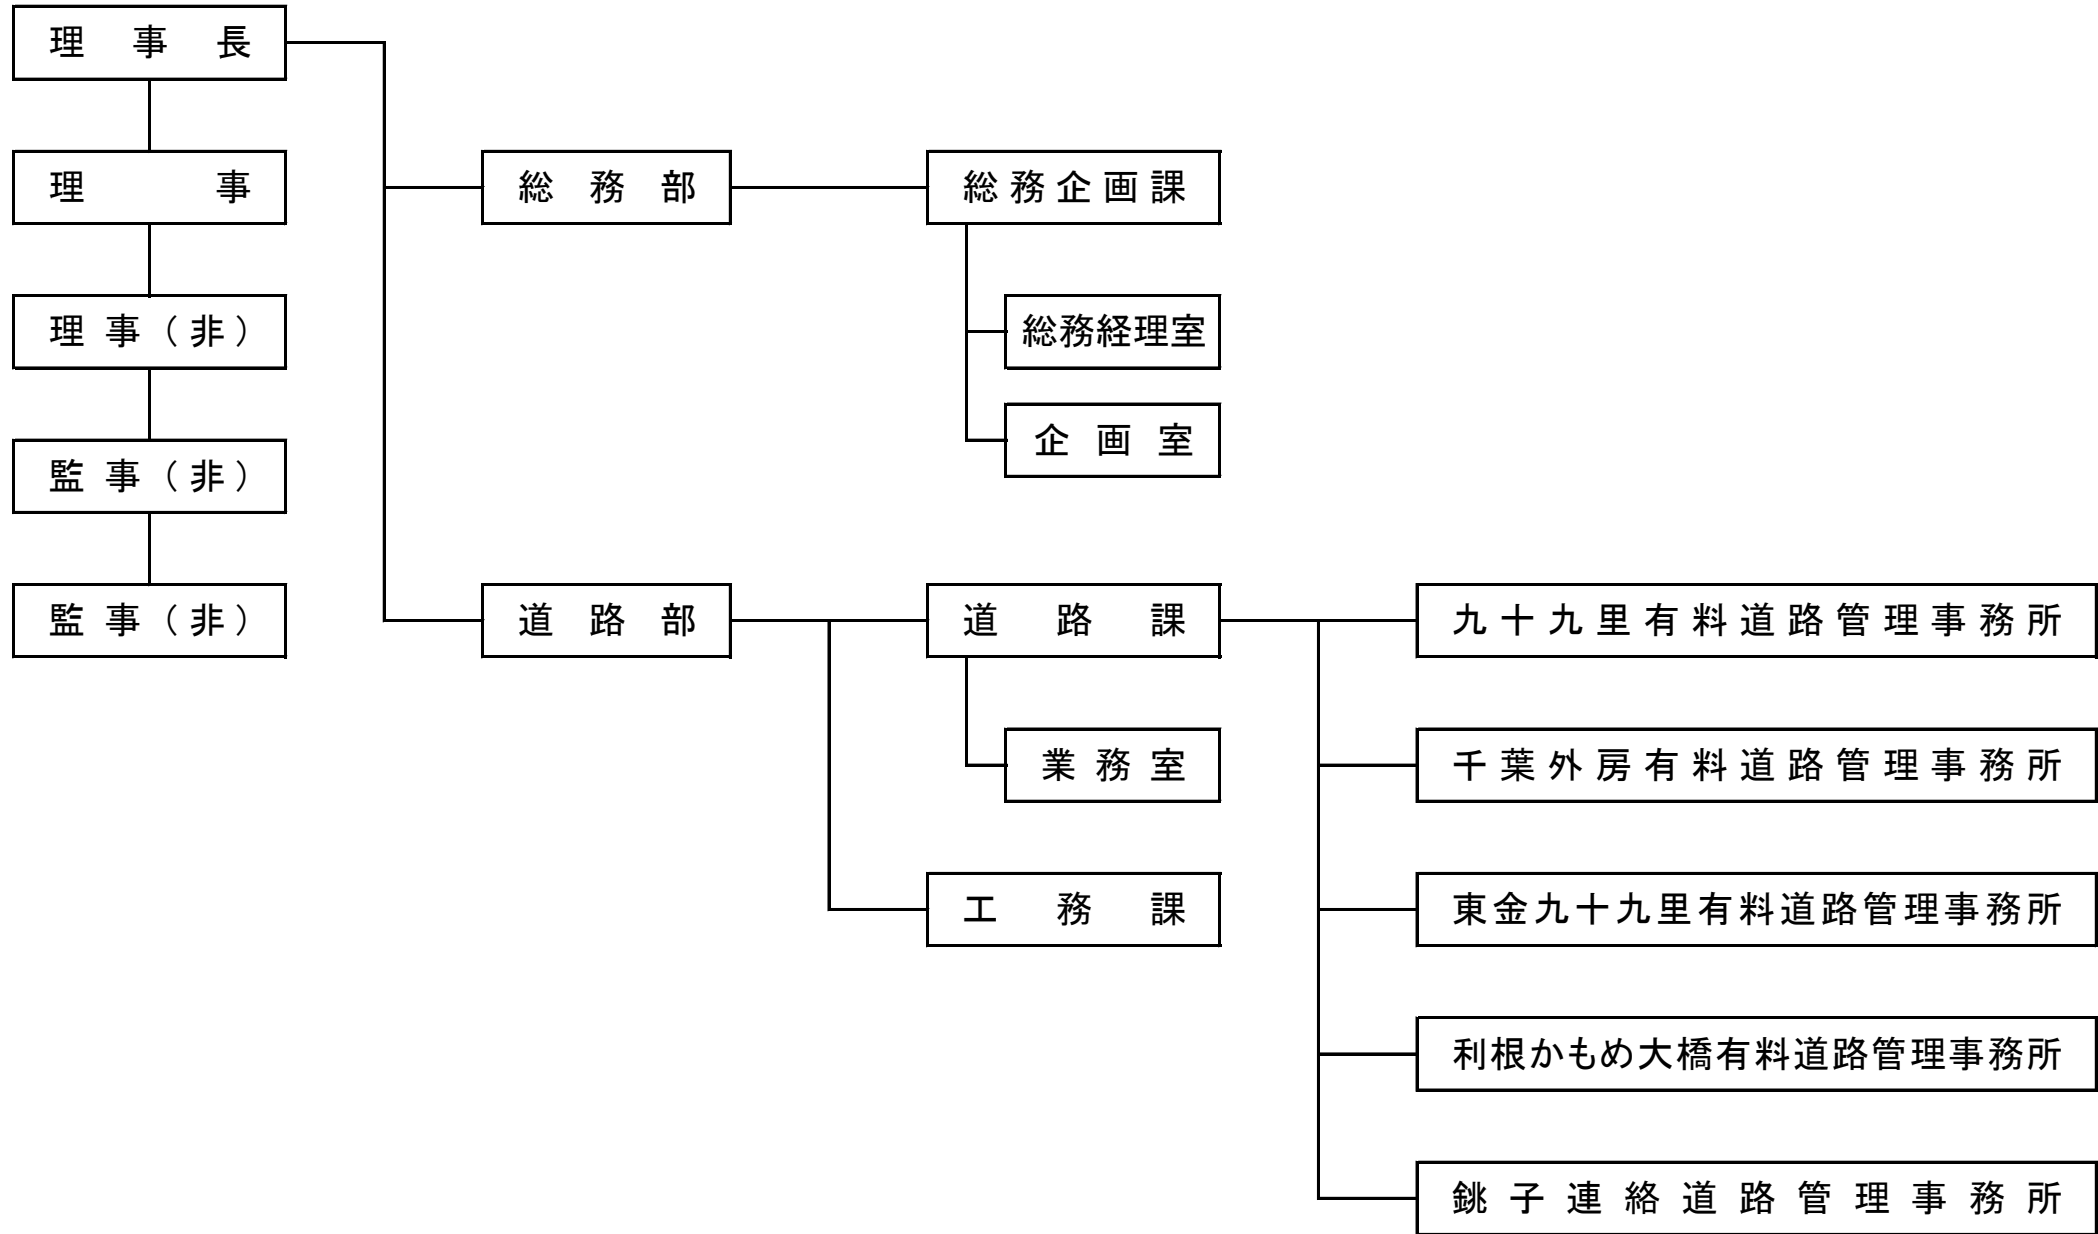 理事長
理事
総務部
総務企画課
理事（非）
総務経理室
監事（非）
企画室
監事（非）
道路部
道路課
九十九里有料道路管理事務所
業務室
千葉外房有料道路管理事務所
工務課
東金九十九里有料道路管理事務所
利根かもめ大橋有料道路管理事務所
銚子連絡道路管理事務所